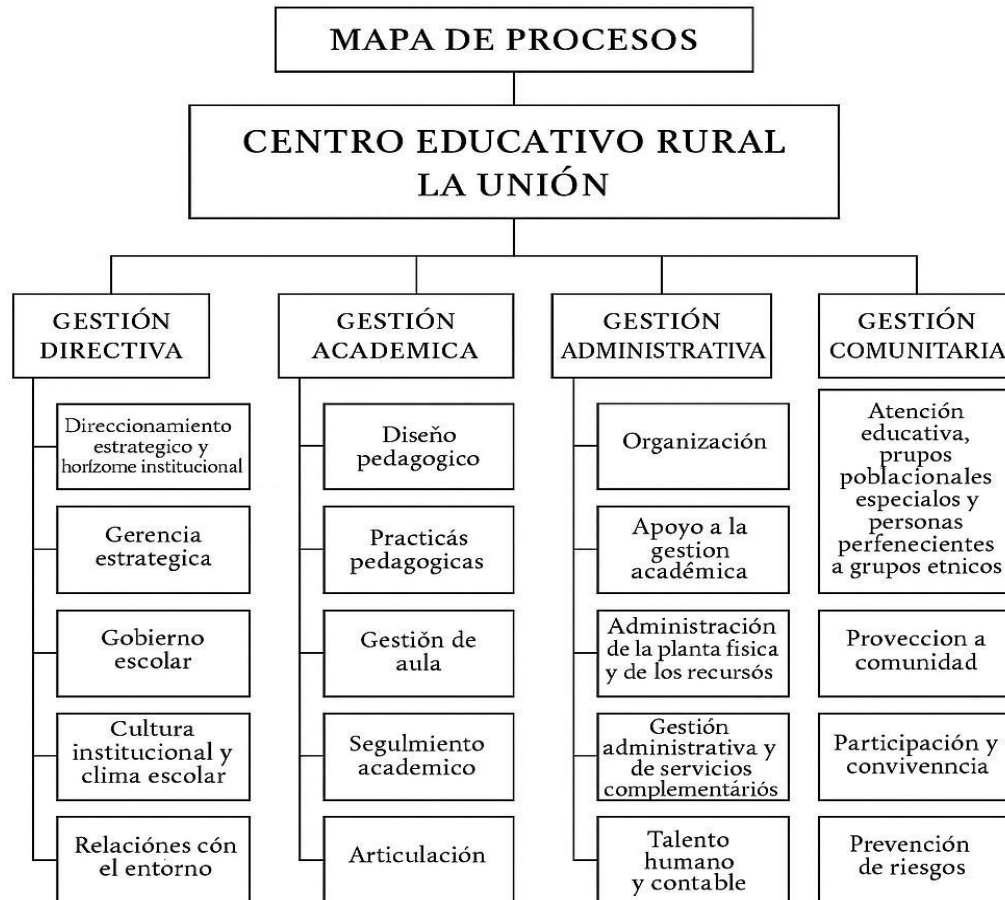 MAPA DE PROCESOS
CENTRO EDUCATIVO RURAL
LA UNIÓN
GESTIÓN
DIRECTIVA
Direccionamiento
estrategico y
horízome institucional
Gerencia
estrategica
Gobierno
escolar
Cultura
institucional y
clima escolar
Relaciónes cón
el entorno
GESTIÓN
ACADEMICA
Diseño
pedagogico
Practicás
pedagogicas
Gestiŏn de
aula
Segulmiento
academico
Articulación
GESTIÓN
ADMINISTRATIVA
Organización
Apoyo a la
gestion
académica
Administración
de la planta fisica
y de los recursós
Gestión
administrativa y
de servicios
complementáriós
Talento
humano
y contable
GESTIÓN
COMUNITARIA
Atención
educativa,
prupos
poblacionales
especialos y
personas
perfenecientes
a grupos etnicos
Proveccion a
comunidad
Participación y
convivenncia
Prevención
de riesgos